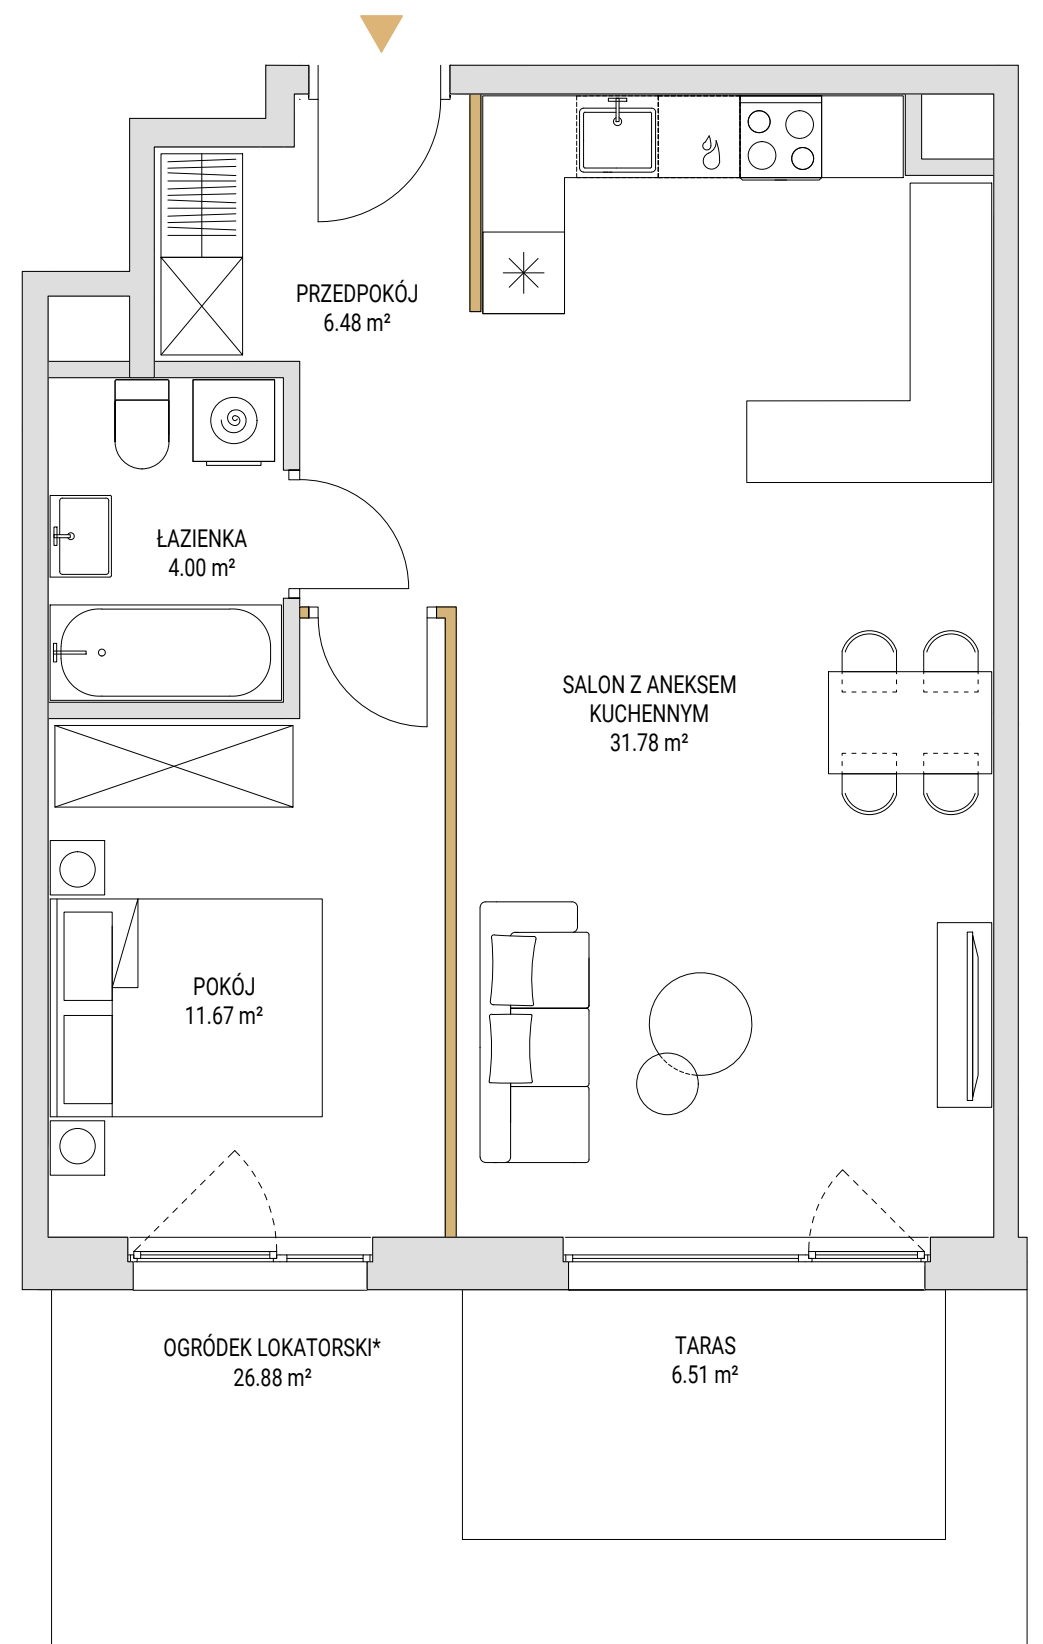 PRZEDPOKÓJ
6.48 m²
ŁAZIENKA
4.00 m²
SALON Z ANEKSEM
KUCHENNYM
31.78 m²
POKÓJ
11.67 m²
OGRÓDEK LOKATORSKI*
26.88 m²
TARAS
6.51 m²